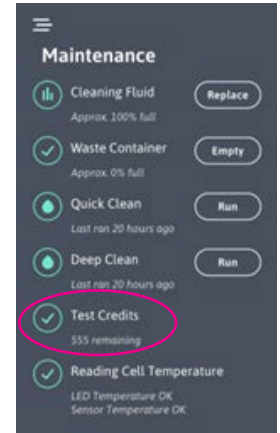 Maintenance
Cleaning Fluid
Replace
Approx. 100% full
Waste Container
Empty
Approx. 0% full
Quick Clean
Run
Last ran 20 hours ago
Deep Clean
Run
Last ran 20 hours ago
Test Credits
555 remaining
Reading Cell Temperature
LED Temperature OK
Sensor Temperature OK